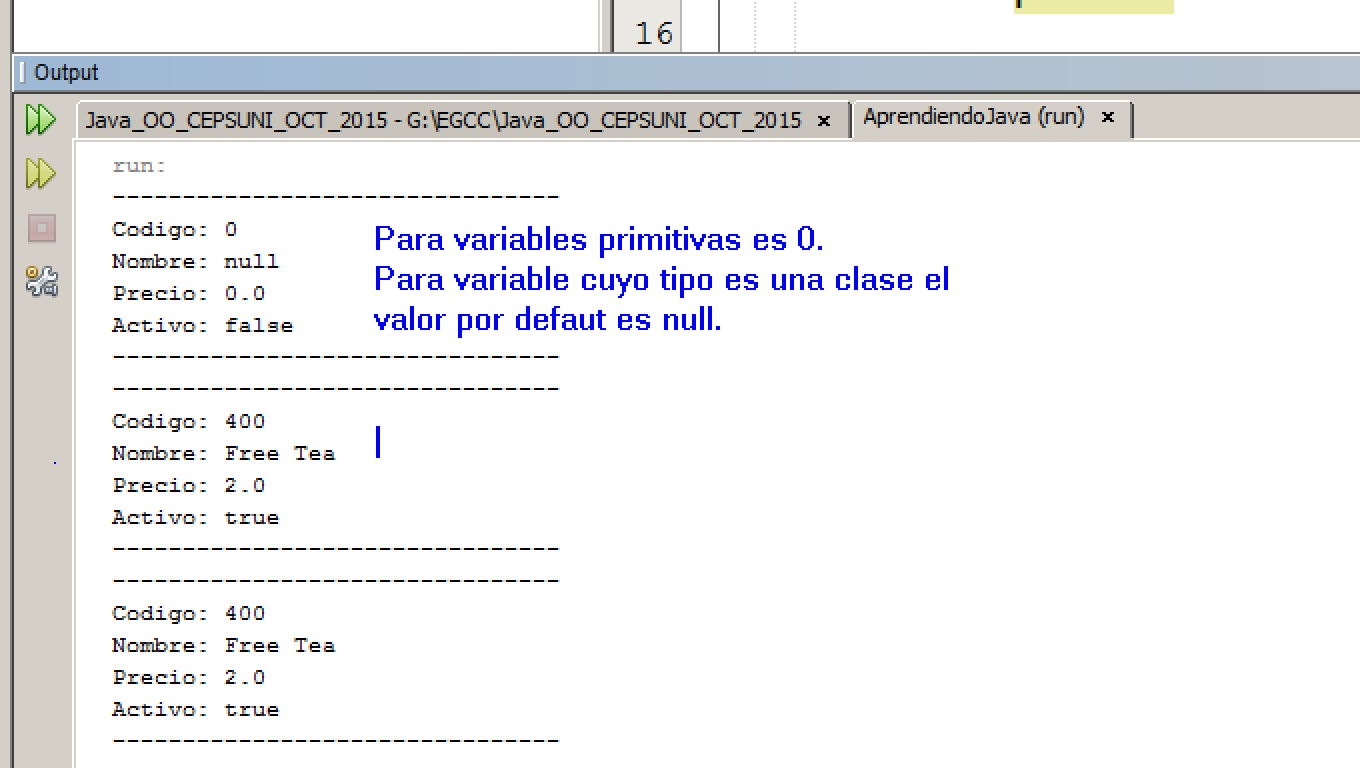 16
Output
Java_OO_CEPSUNI_OCT_2015 - G:\EGCC\Java_OO_CEPSUNI_OCT_2015 × AprendiendoJava (run) ×
run:
--------------------------------
Codigo: 0
Nombre: null
Precio: 0.0
Activo: false
Para variables primitivas es 0.
Para variable cuyo tipo es una clase el
valor por defaut es null.
--------------------------------
--------------------------------
Codigo: 400
Nombre: Free Tea
Precio: 2.0
Activo: true
--------------------------------
--------------------------------
Codigo: 400
Nombre: Free Tea
Precio: 2.0
Activo: true
--------------------------------